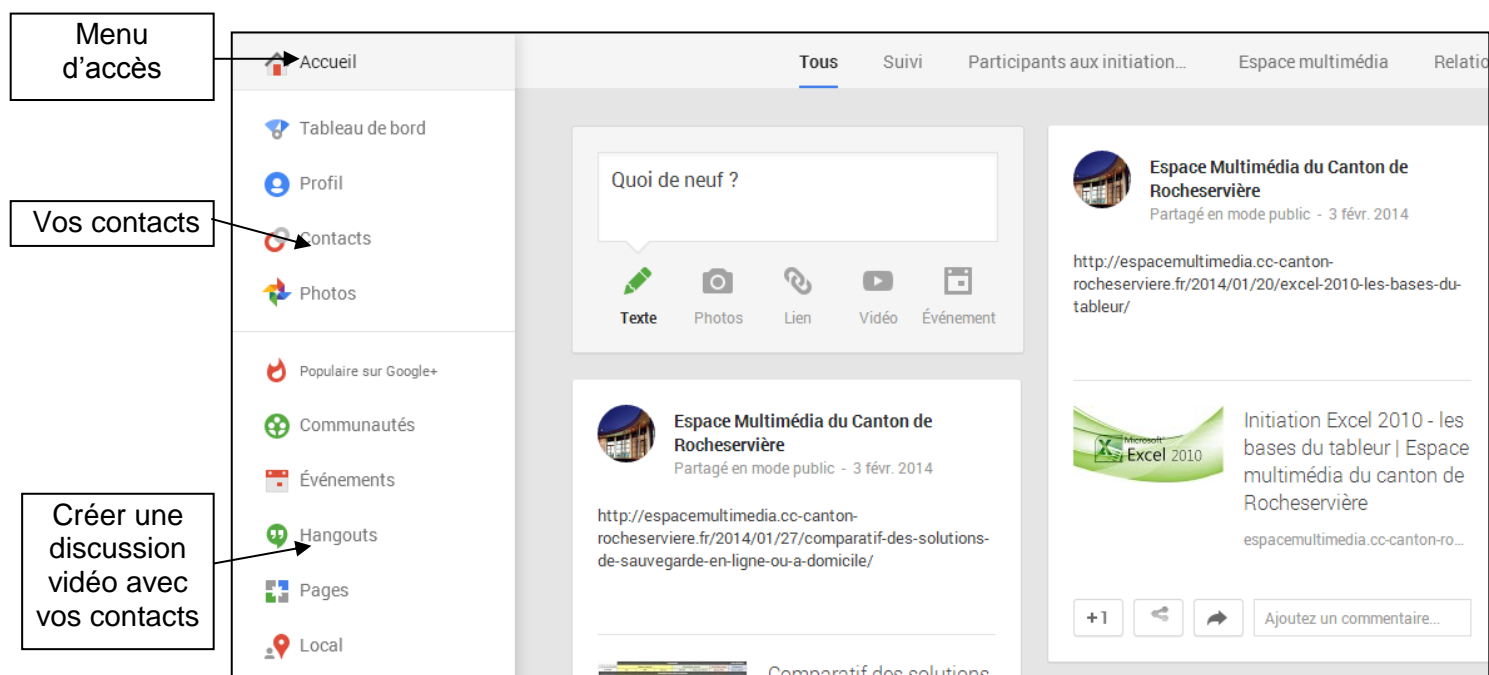 Menu
d'accès
Vos contacts
Créer une
discussion
vidéo avec
vos contacts
Accueil
Tableau de bord
Profil
Contacts
Photos
Populaire sur Google+
Communautés
Événements
Hangouts
Pages
Local
Tous Suivi Participants aux initiation... Espace multimédia Relatio
Quoi de neuf ?
Texte Photos Lien Vidéo Événement
Espace Multimédia du Canton de
Rocheservière
Partagé en mode public - 3 févr. 2014
http://espacemultimedia.cc-canton-
rocheserviere.fr/2014/01/27/comparatif-des-solutions-
de-sauvegarde-en-ligne-ou-a-domicile/
Comparatif des solutions
Espace Multimédia du Canton de
Rocheservière
Partagé en mode public - 3 févr. 2014
http://espacemultimedia.cc-canton-
rocheserviere.fr/2014/01/20/excel-2010-les-bases-du-
tableur/
Microsoft
Excel 2010
Initiation Excel 2010 - les
bases du tableur | Espace
multimédia du canton de
Rocheservière
espacemultimedia.cc-canton-ro...
+1 Ajoutez un commentaire...